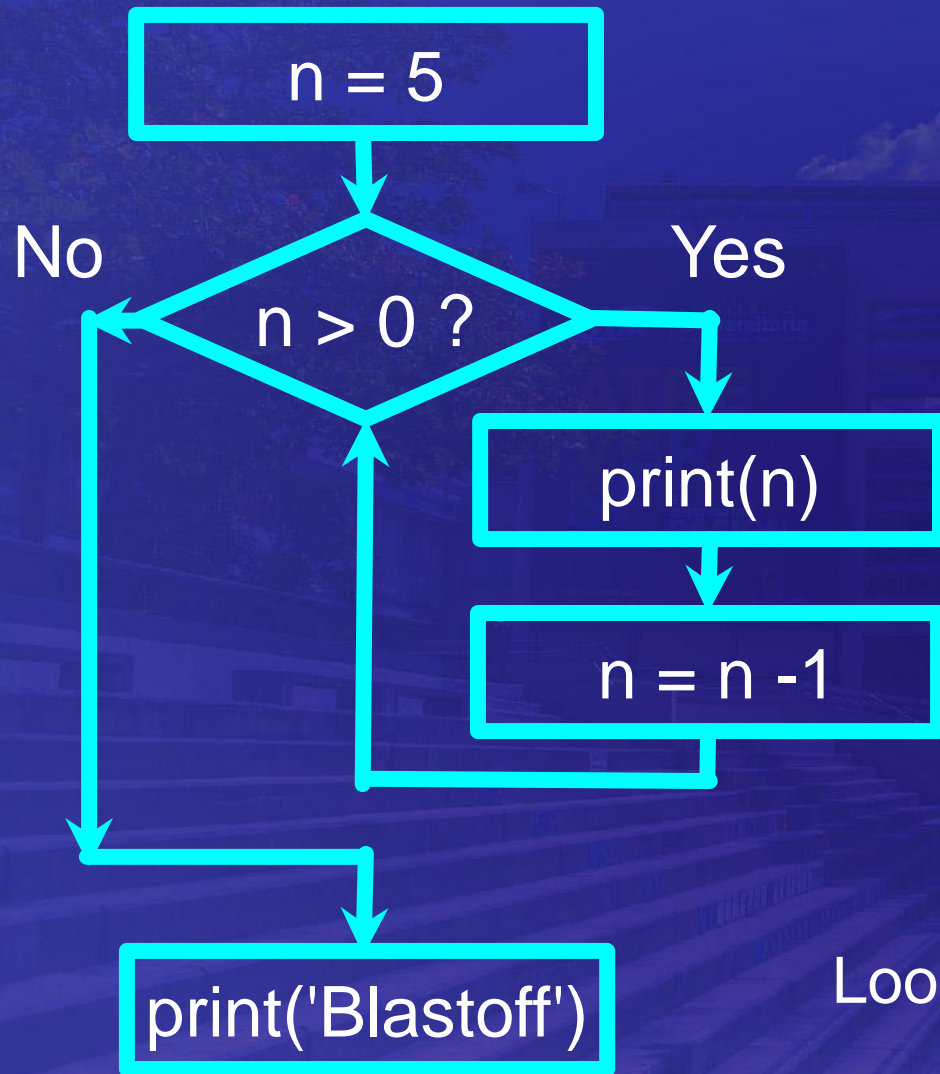 n = 5
No
Yes
n > 0 ?
print(n)
n = n -1
print('Blastoff')
Loo